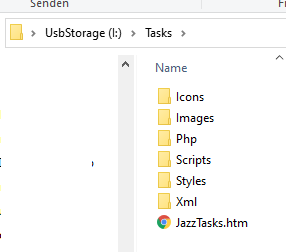 Senden
UsbStorage (I:) > Tasks >
Name
Icons
Images
Php
Scripts
Styles
Xml
JazzTasks.htm